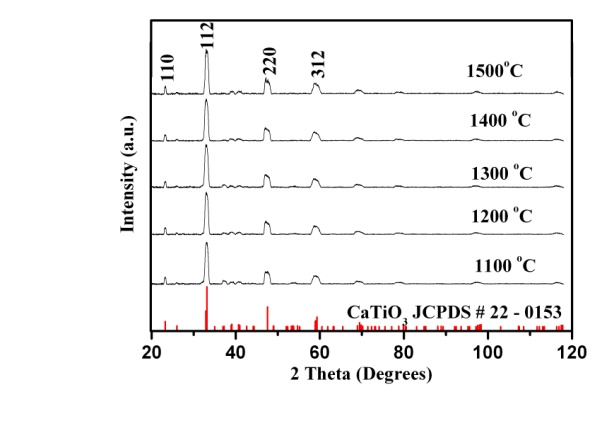 110
112
220
312
1500°C
1400 °C
1300 °C
1200 °C
1100 °C
CaTiO3 JCPDS # 22 - 0153
Intensity (a.u.)
20 40 60 80 100 120
2 Theta (Degrees)